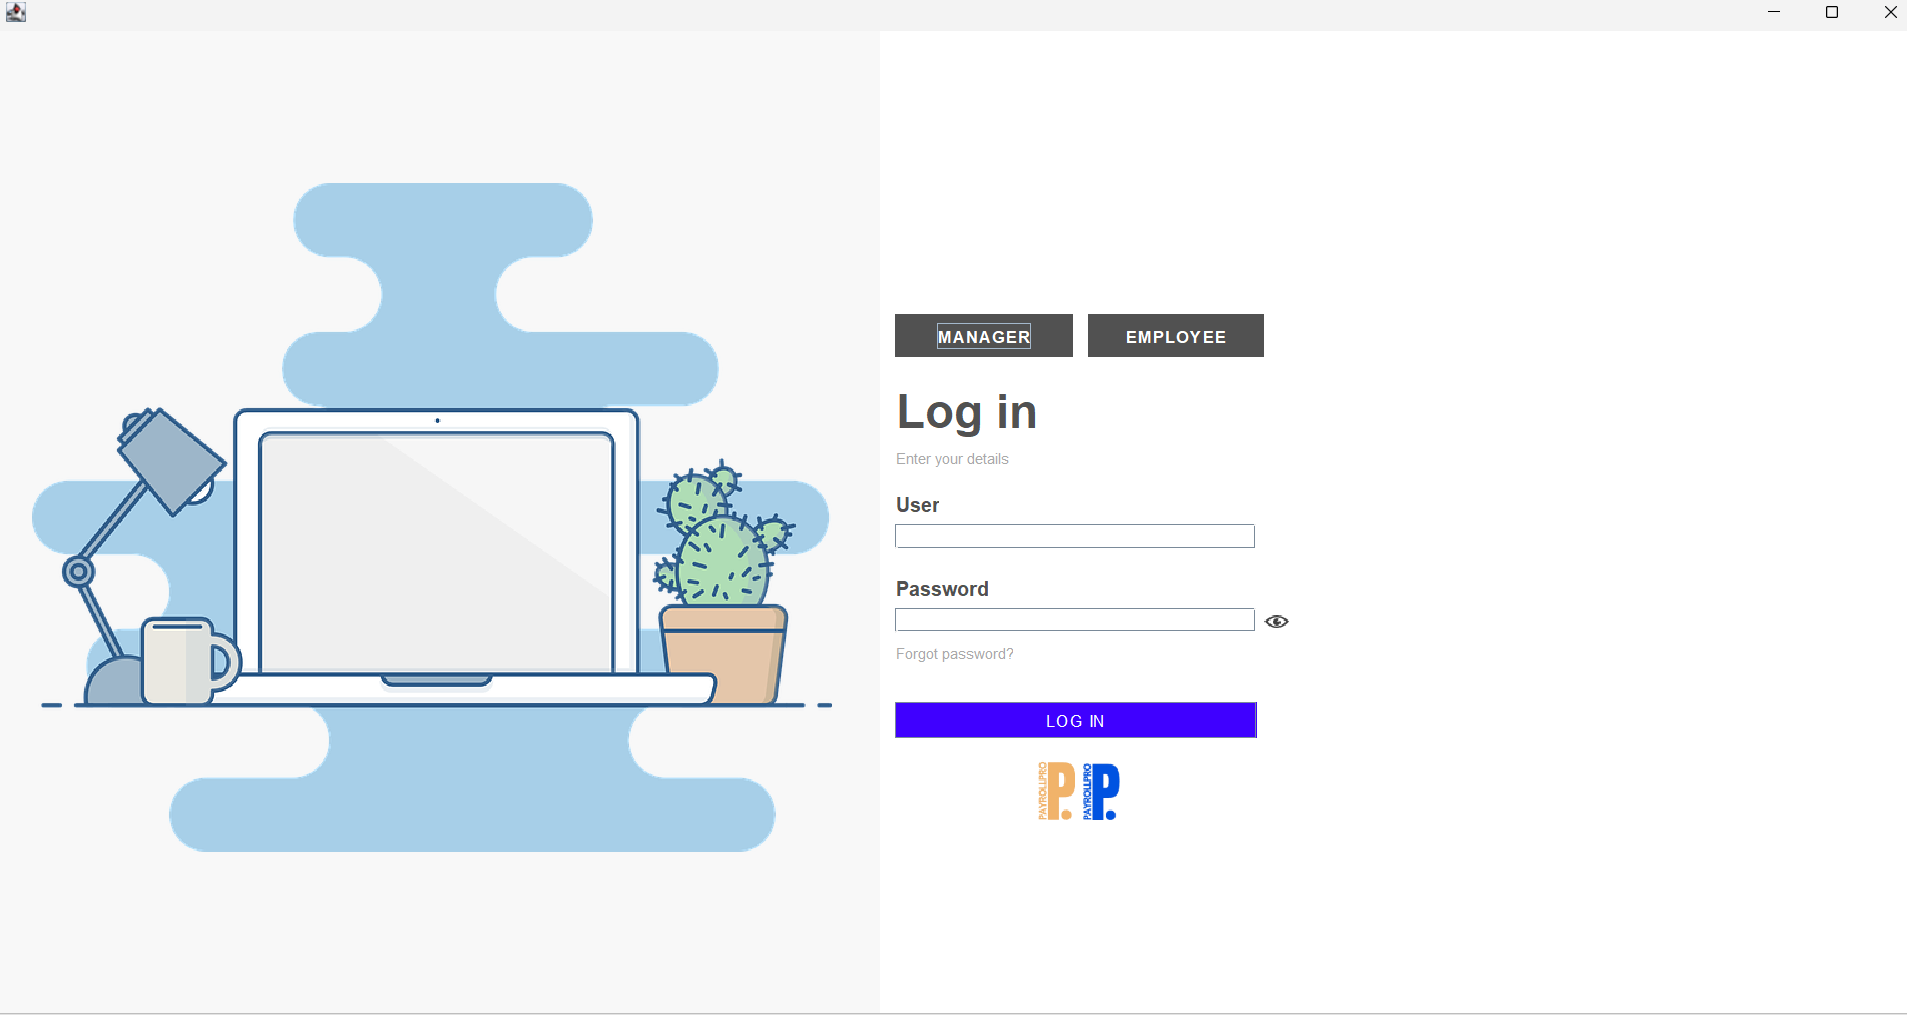 MANAGER
EMPLOYEE
Log in
Enter your details
User
Password
Forgot password?
LOG IN
PAYROLLPRO
P.
PAYROLLPRO
P.